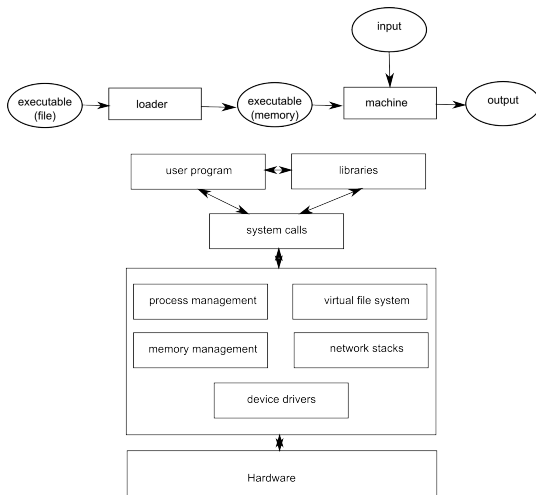 input
executable
(file)
loader
executable
(memory)
machine
output
user program
libraries
system calls
process management
virtual file system
memory management
network stacks
device drivers
Hardware